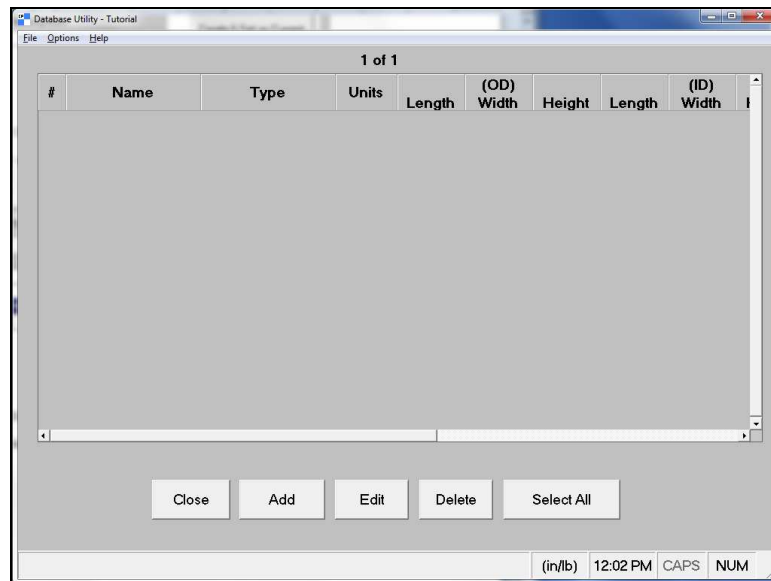 Database Utility - Tutorial
File Options Help
1 of 1
# Name Type Units Length (OD) Width Height Length (ID) Width
Close Add Edit Delete Select All
(in/lb) 12:02 PM CAPS NUM